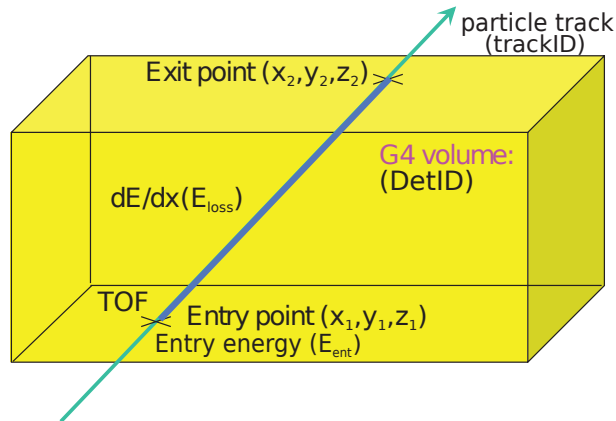 particle track
(trackID)
Exit point (x₂,y₂,z₂)
G4 volume:
(DetID)
dE/dx(Eₗₒₛₛ)
TOF
Entry point (x₁,y₁,z₁)
Entry energy (Eₑₙₜ)